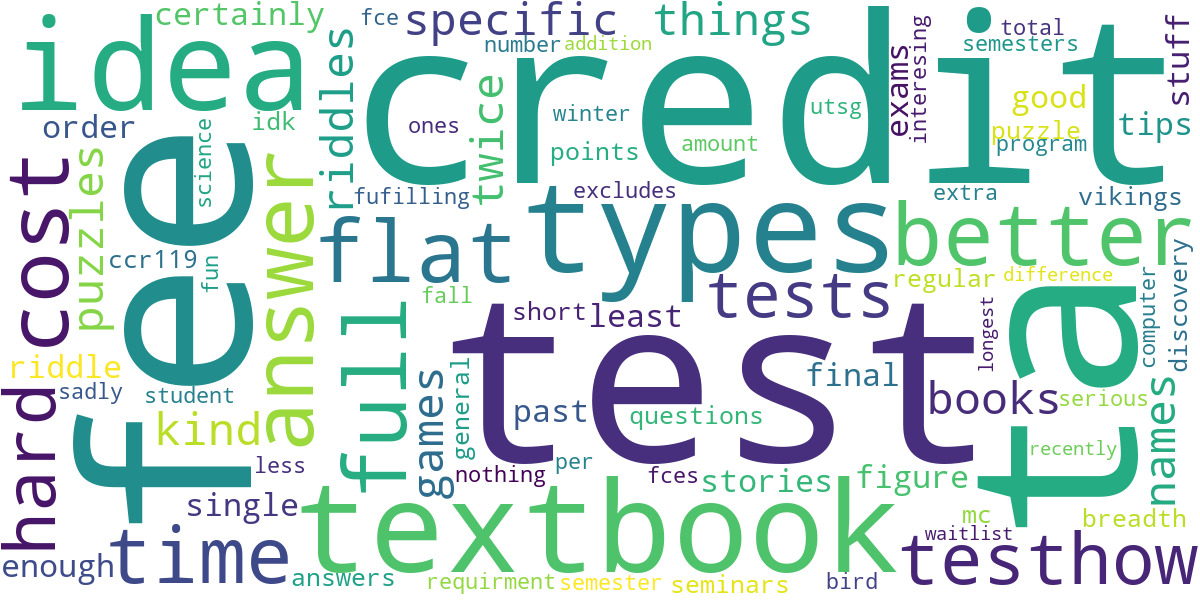 certainly
fce
specific
things
total
idea
credit
number
addition
semesters
stuff
riddles
exams
interesting
order
idk
ones
twice
winter
utsg
good
tips
science
points
amount
puzzle
program
cost
puzzles
fee
answer
fufilling
excludes
extra
vikings
flat
types
better
ccr119
fun
fall
tests
regular
difference
computer
discovery
full
short
least
test
longest
ta
riddle
sadly
student
games
general
past
questions
final
books
serious
names
hard
kind
less
nothing
per
fces
stories
figure
recently
single
textbook
mc
breadth
enough
time
answers
requirment
semester
seminars
bird
waitlist
testhow